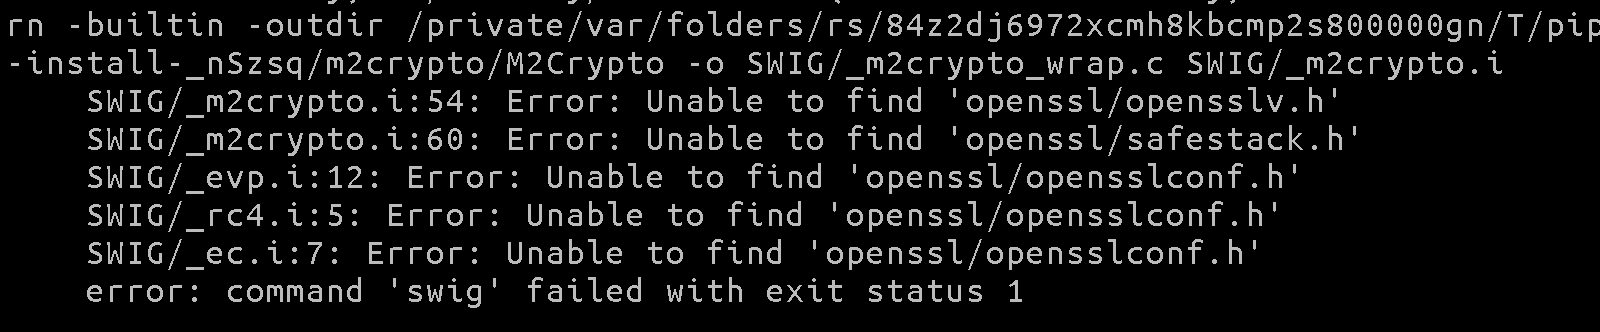 rn -builtin -outdir /private/var/folders/rs/84z2dj6972xcmh8kbcmp2s800000gn/T/pip
-install-_nSzsq/m2crypto/M2Crypto -o SWIG/_m2crypto_wrap.c SWIG/_m2crypto.i
SWIG/_m2crypto.i:54: Error: Unable to find 'openssl/opensslv.h'
SWIG/_m2crypto.i:60: Error: Unable to find 'openssl/safestack.h'
SWIG/_evp.i:12: Error: Unable to find 'openssl/opensslconf.h'
SWIG/_rc4.i:5: Error: Unable to find 'openssl/opensslconf.h'
SWIG/_ec.i:7: Error: Unable to find 'openssl/opensslconf.h'
error: command 'swig' failed with exit status 1